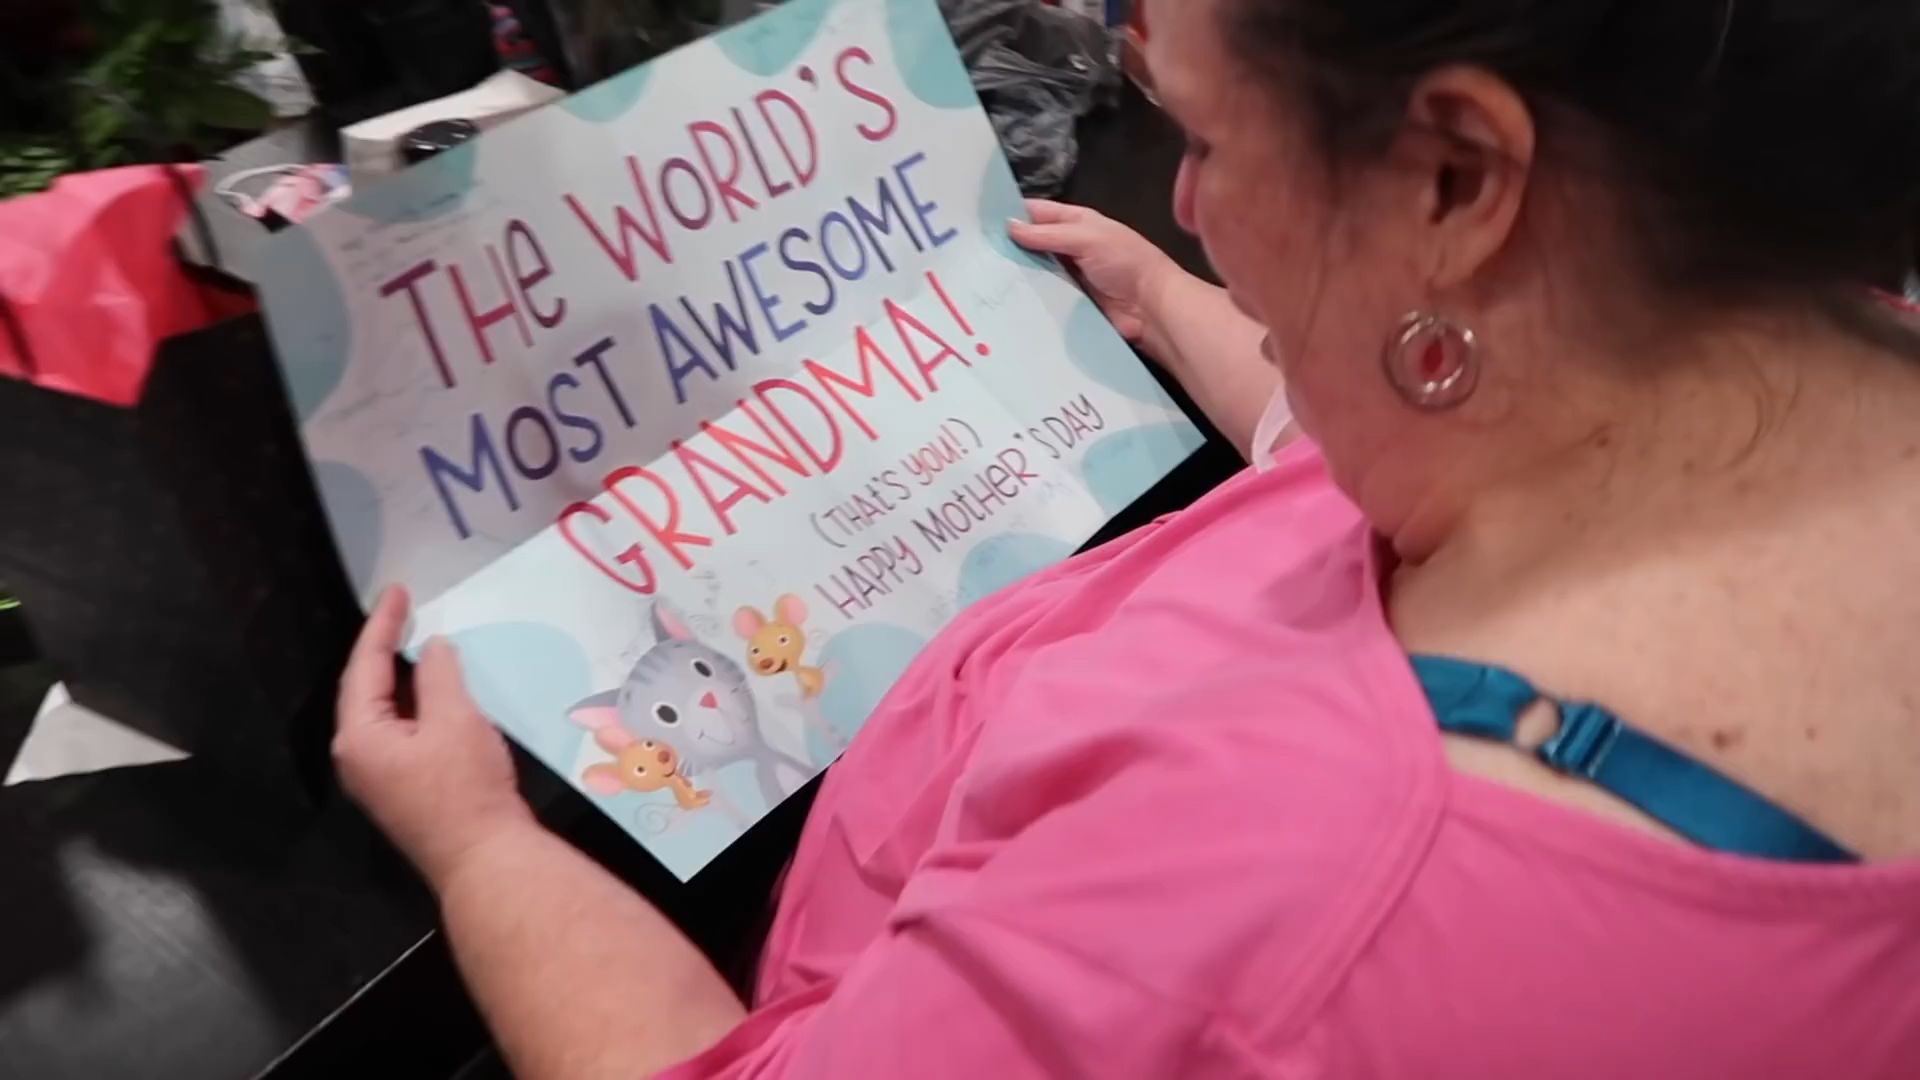 THE WORLD'S
MOST AWESOME
GRANDMA!
(THAT'S YOU!)
HAPPY MOTHER'S DAY